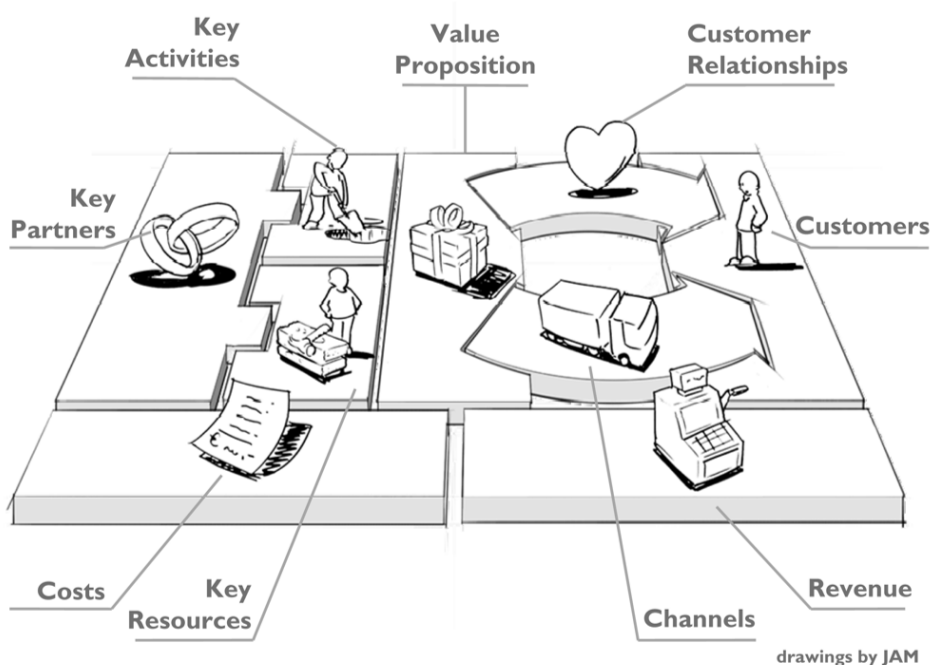 Key
Activities
Value
Proposition
Customer
Relationships
Key
Partners
Customers
Costs
Key
Resources
Channels
Revenue
drawings by JAM